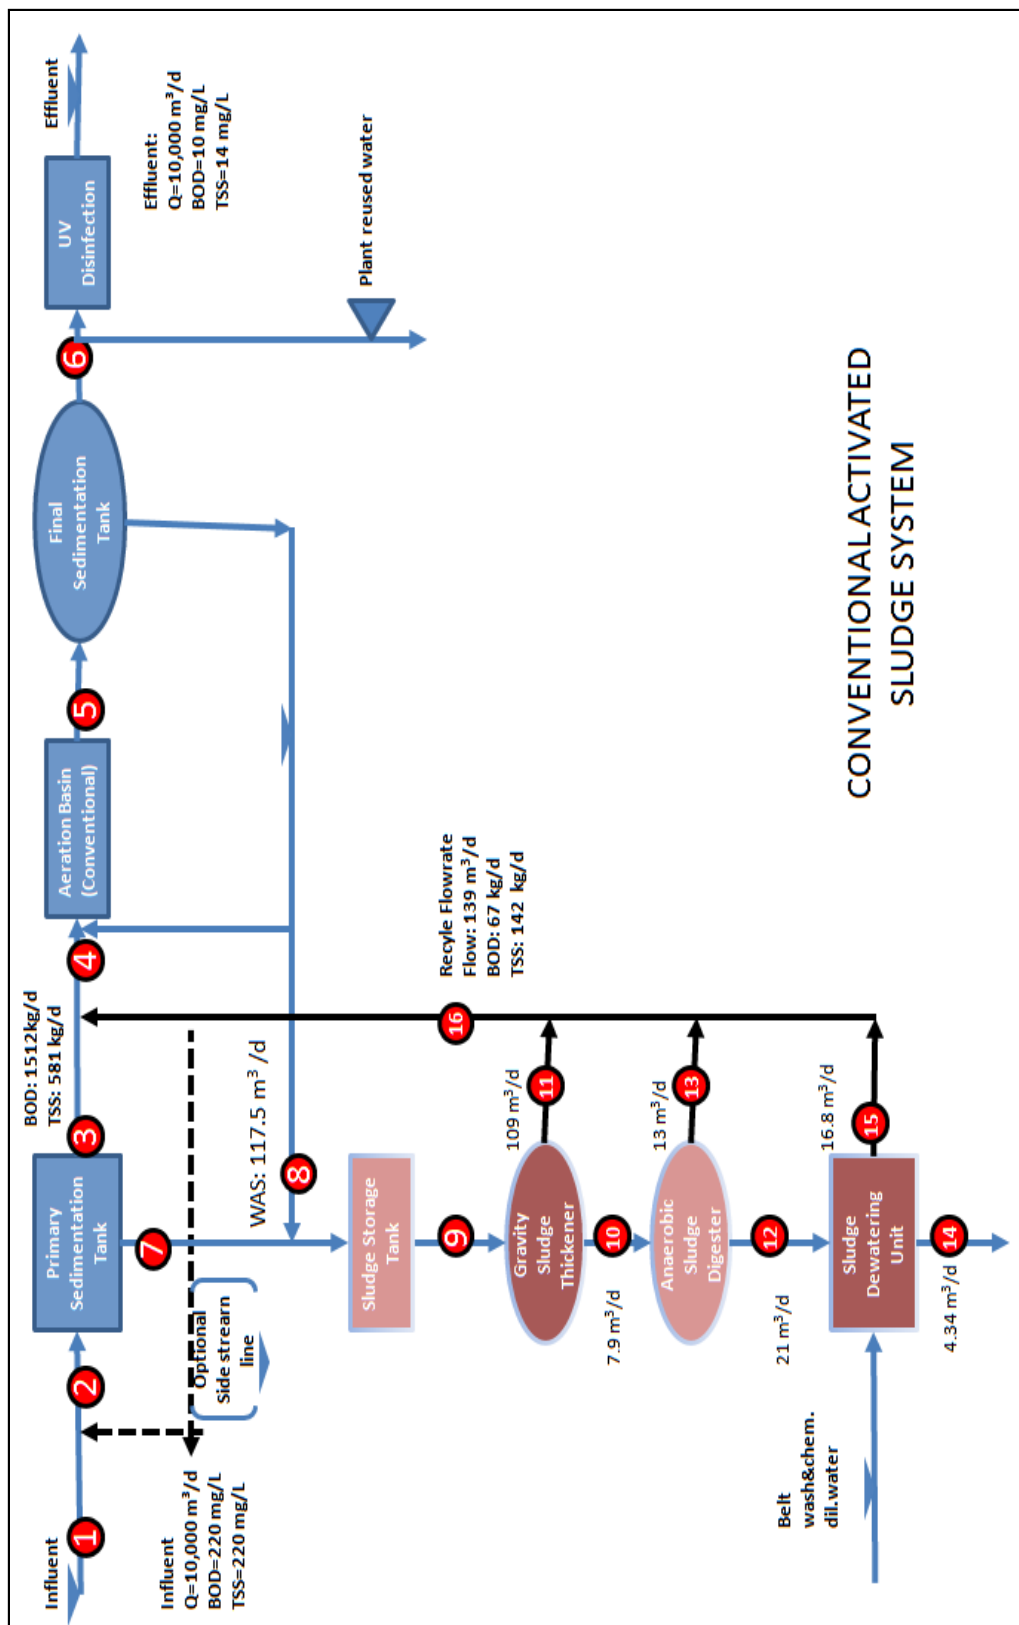 Influent
1
2
Primary
Sedimentation
Tank
3
BOD: 1512kg/d
TSS: 581 kg/d
4
Aeration Basin
(Conventional)
5
Final
Sedimentation
Tank
6
UV
Disinfection
Effluent
Influent
Q=10,000 m³/d
BOD=220 mg/L
TSS=220 mg/L
Optional
Side stream
line
7
WAS: 117.5 m³ /d
8
Effluent:
Q=10,000 m³/d
BOD=10 mg/L
TSS=14 mg/L
Plant reused water
Sludge Storage
Tank
9
Recyle Flowrate
Flow: 139 m³/d
BOD: 67 kg/d
TSS: 142 kg/d
16
Gravity
Sludge
Thickener
109 m³/d
11
7.9 m³/d
10
Anaerobic
Sludge
Digester
13 m³/d
13
21 m³/d
12
Belt
wash&chem.
dil.water
Sludge
Dewatering
Unit
16.8 m³/d
15
4.34 m³/d
14
CONVENTIONAL ACTIVATED
SLUDGE SYSTEM